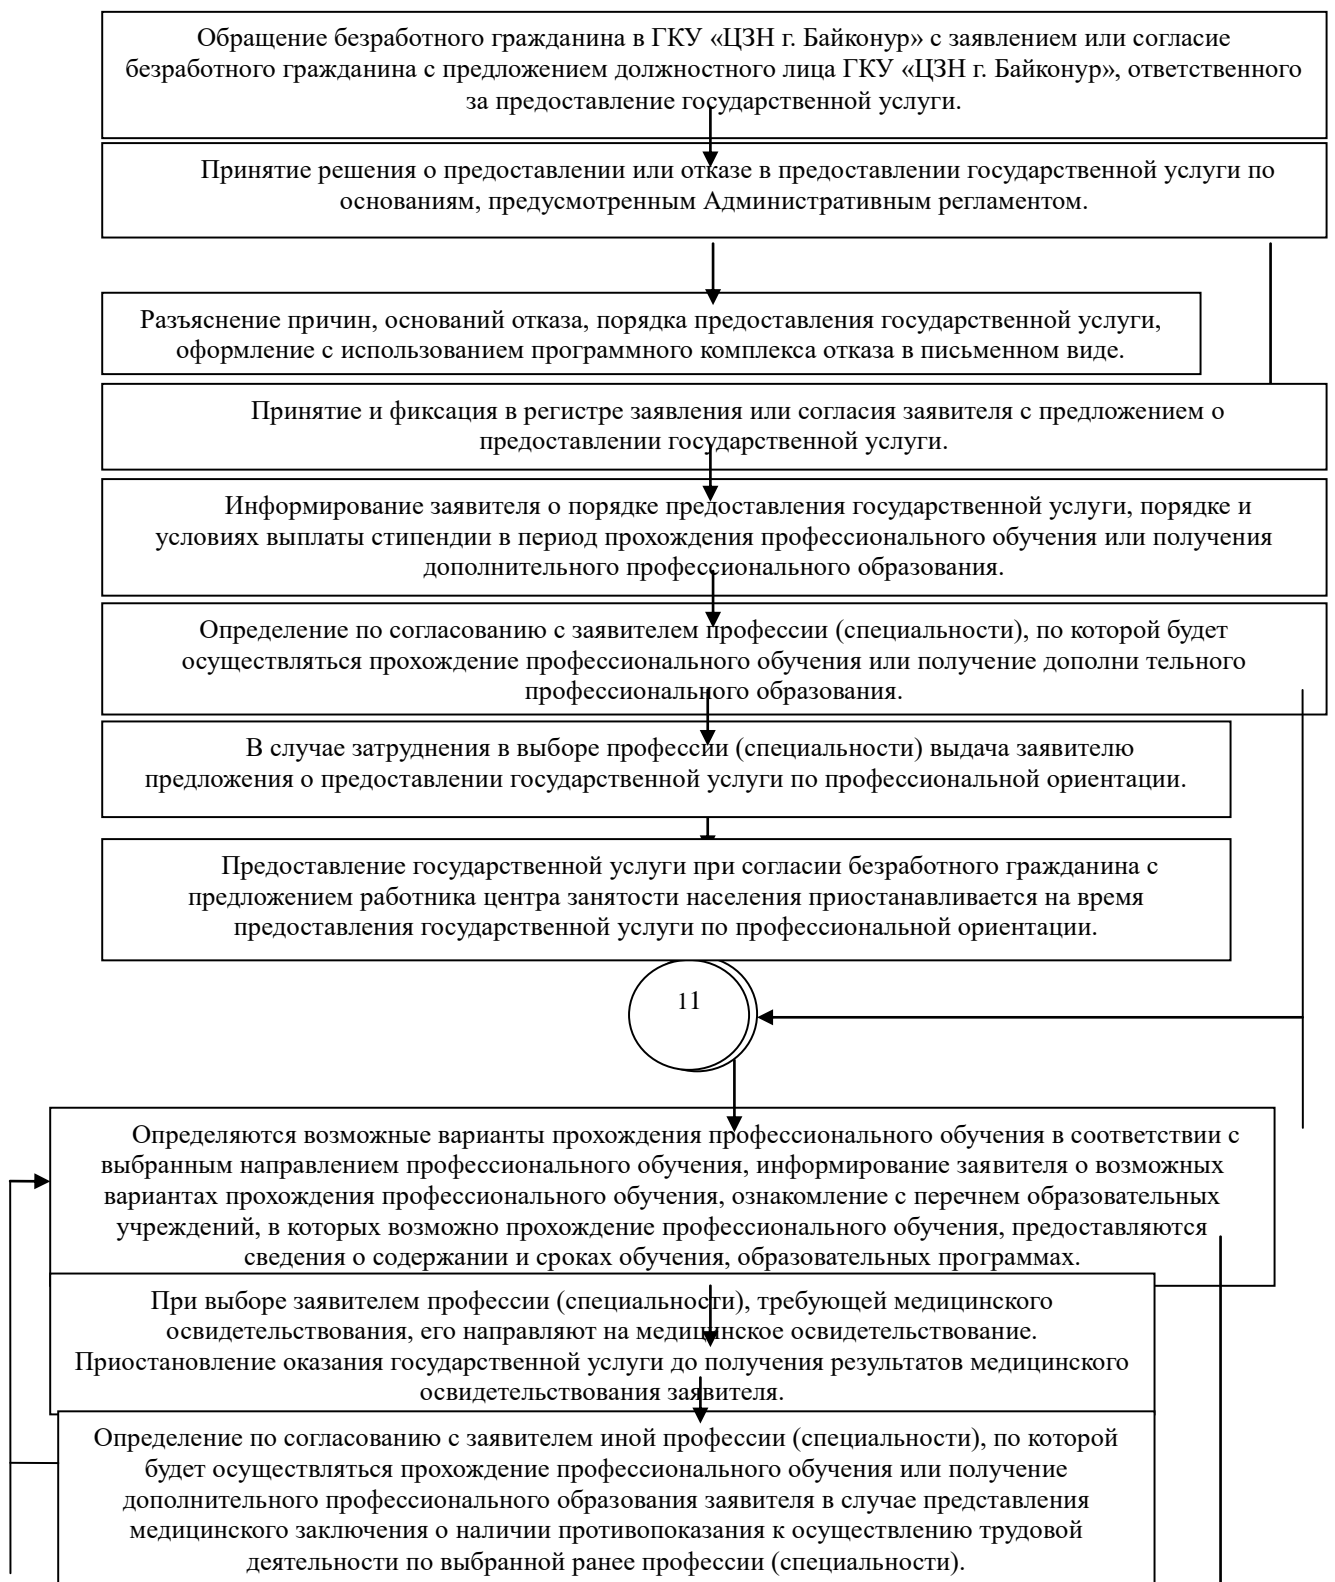 Обращение безработного гражданина в ГКУ «ЦЗН г. Байконур» с заявлением или согласие
безработного гражданина с предложением должностного лица ГКУ «ЦЗН г. Байконур», ответственного
за предоставление государственной услуги.
Принятие решения о предоставлении или отказе в предоставлении государственной услуги по
основаниям, предусмотренным Административным регламентом.
Разъяснение причин, оснований отказа, порядка предоставления государственной услуги,
оформление с использованием программного комплекса отказа в письменном виде.
Принятие и фиксация в регистре заявления или согласия заявителя с предложением о
предоставлении государственной услуги.
Информирование заявителя о порядке предоставления государственной услуги, порядке и
условиях выплаты стипендии в период прохождения профессионального обучения или получения
дополнительного профессионального образования.
Определение по согласованию с заявителем профессии (специальности), по которой будет
осуществляться прохождение профессионального обучения или получение дополни тельного
профессионального образования.
В случае затруднения в выборе профессии (специальности) выдача заявителю
предложения о предоставлении государственной услуги по профессиональной ориентации.
Предоставление государственной услуги при согласии безработного гражданина с
предложением работника центра занятости населения приостанавливается на время
предоставления государственной услуги по профессиональной ориентации.
11
Определяются возможные варианты прохождения профессионального обучения в соответствии с
выбранным направлением профессионального обучения, информирование заявителя о возможных
вариантах прохождения профессионального обучения, ознакомление с перечнем образовательных
учреждений, в которых возможно прохождение профессионального обучения, предоставляются
сведения о содержании и сроках обучения, образовательных программах.
При выборе заявителем профессии (специальности), требующей медицинского
освидетельствования, его направляют на медицинское освидетельствование.
Приостановление оказания государственной услуги до получения результатов медицинского
освидетельствования заявителя.
Определение по согласованию с заявителем иной профессии (специальности), по которой
будет осуществляться прохождение профессионального обучения или получение
дополнительного профессионального образования заявителя в случае представления
медицинского заключения о наличии противопоказания к осуществлению трудовой
деятельности по выбранной ранее профессии (специальности).